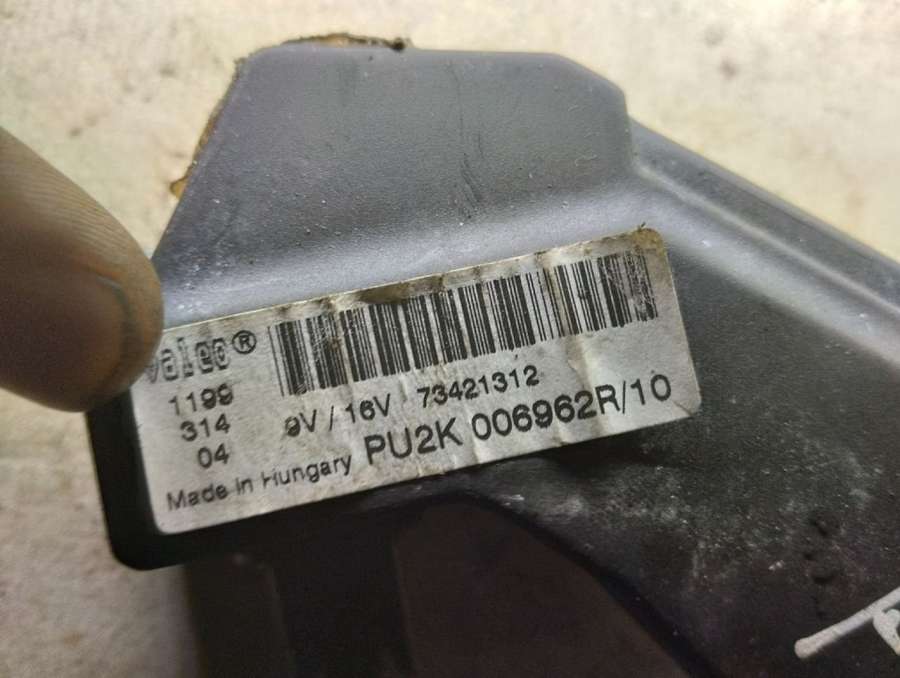 valeo®
1199
314
04
9V / 16V 73421312
PU2K 006962R/10
Made in Hungary